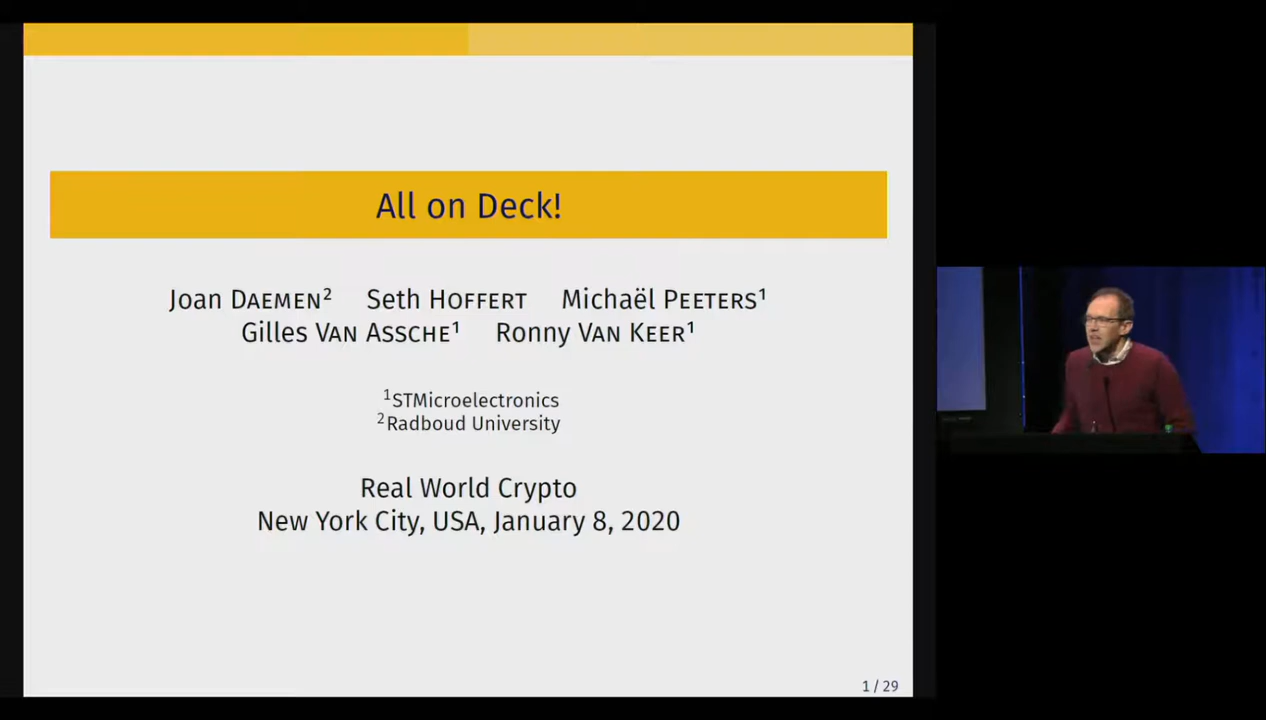 All on Deck!
Joan DAEMEN² Seth HOFFERT Michaël PEETERS¹
Gilles VAN ASSCHE¹ Ronny VAN KEER¹
¹STMicroelectronics
²Radboud University
Real World Crypto
New York City, USA, January 8, 2020
1 / 29